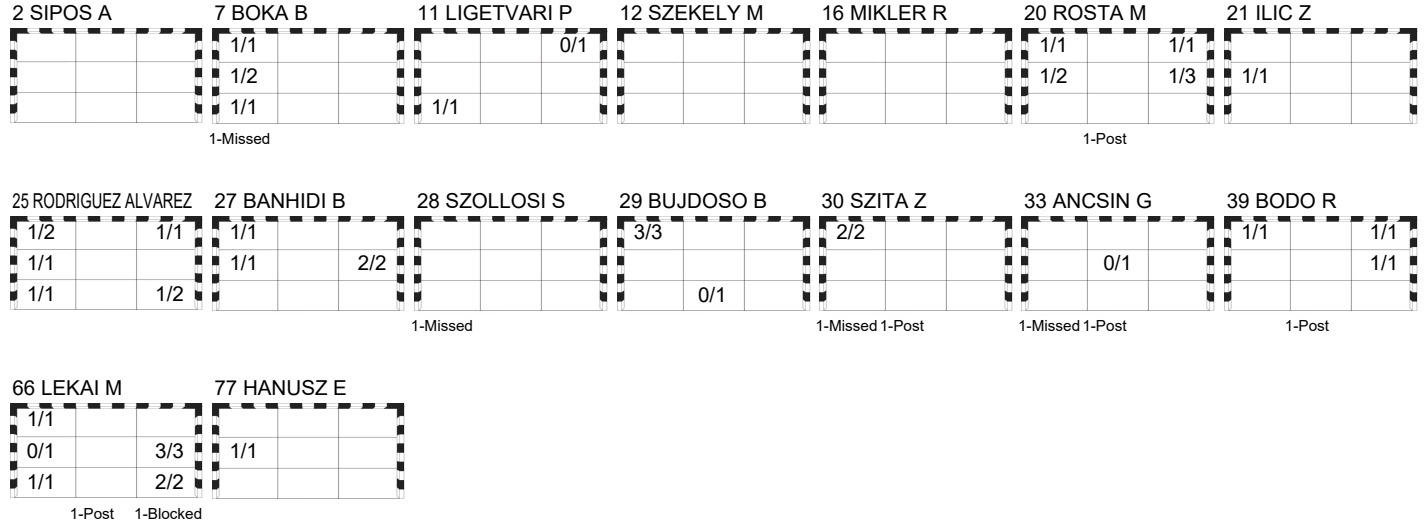 2 SIPOS A 7 BOKA B 11 LIGETVARI P 12 SZEKELY M 16 MIKLER R 20 ROSTA M 21 ILIC Z
1/1 0/1 1/1 1/1
1/2 1/2 1/3 1/1
1/1 1/1
1-Missed 1-Post
25 RODRIGUEZ ALVAREZ 27 BANHIDI B 28 SZOLLOSI S 29 BUJDOSO B 30 SZITA Z 33 ANCSIN G 39 BODO R
1/2 1/1 1/1 3/3 2/2 1/1 1/1
1/1 1/1 2/2 0/1 1/1
1/1 1/2 0/1
1-Missed 1-Missed 1-Post 1-Missed 1-Post 1-Post
66 LEKAI M 77 HANUSZ E
1/1
0/1 3/3 1/1
1/1 2/2
1-Post 1-Blocked